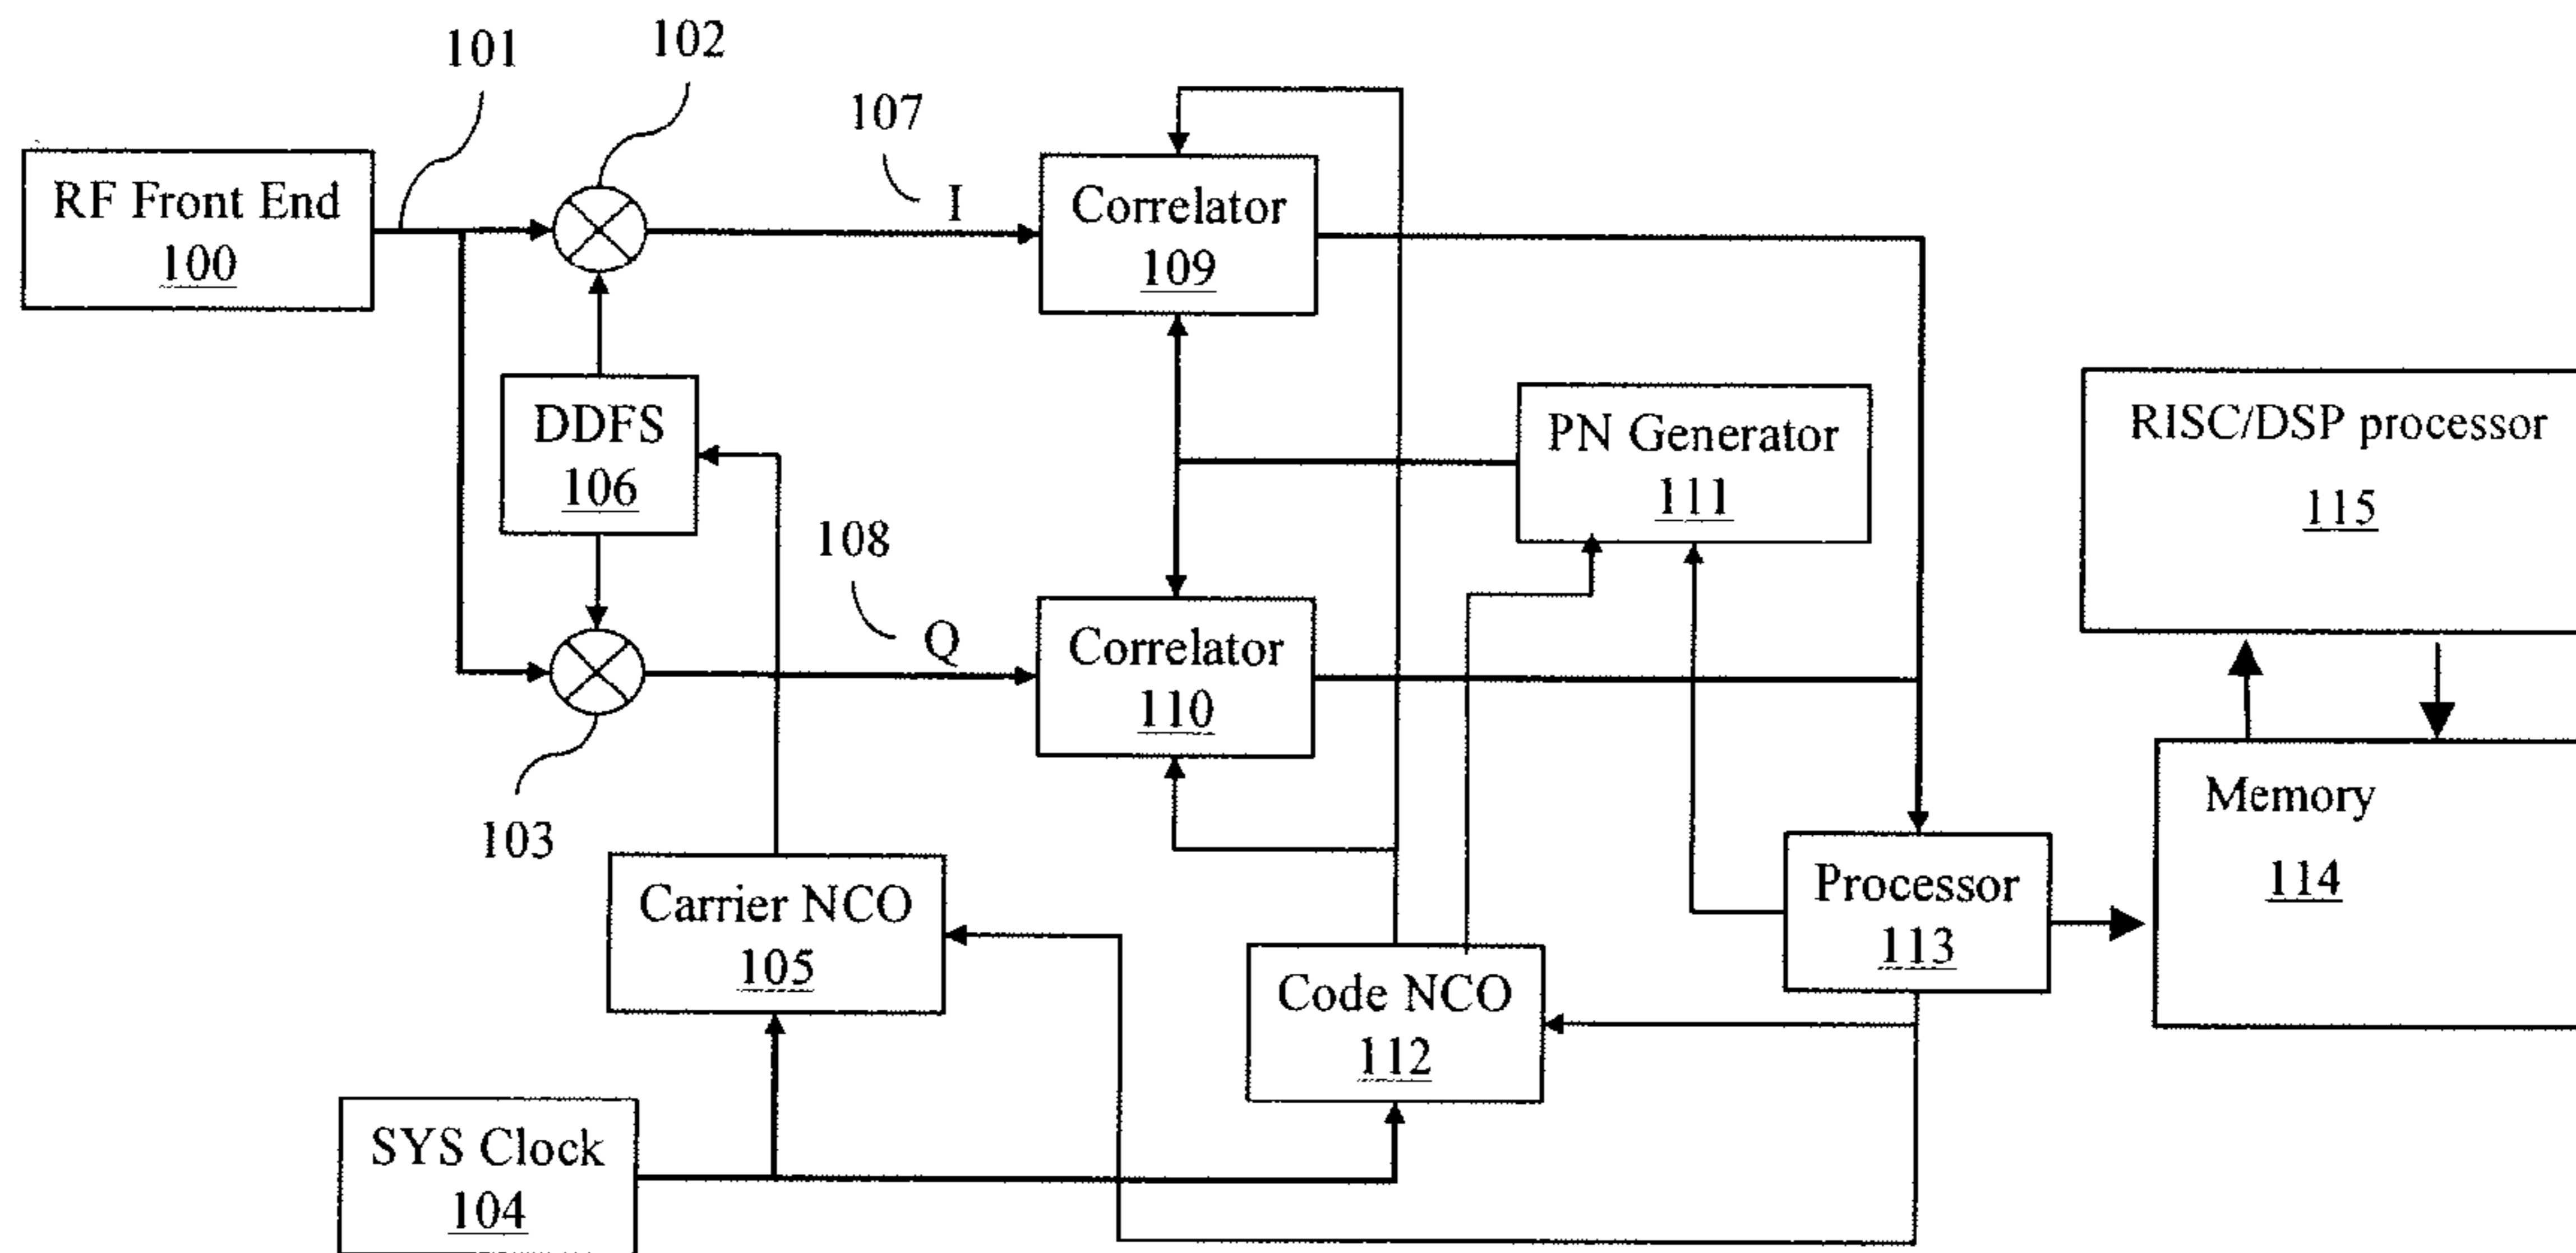 101
102
107
RF Front End
100
I
Correlator
109
DDFS
106
PN Generator
111
RISC/DSP processor
115
108
Q
Correlator
110
103
Memory
114
Carrier NCO
105
Processor
113
Code NCO
112
SYS Clock
104